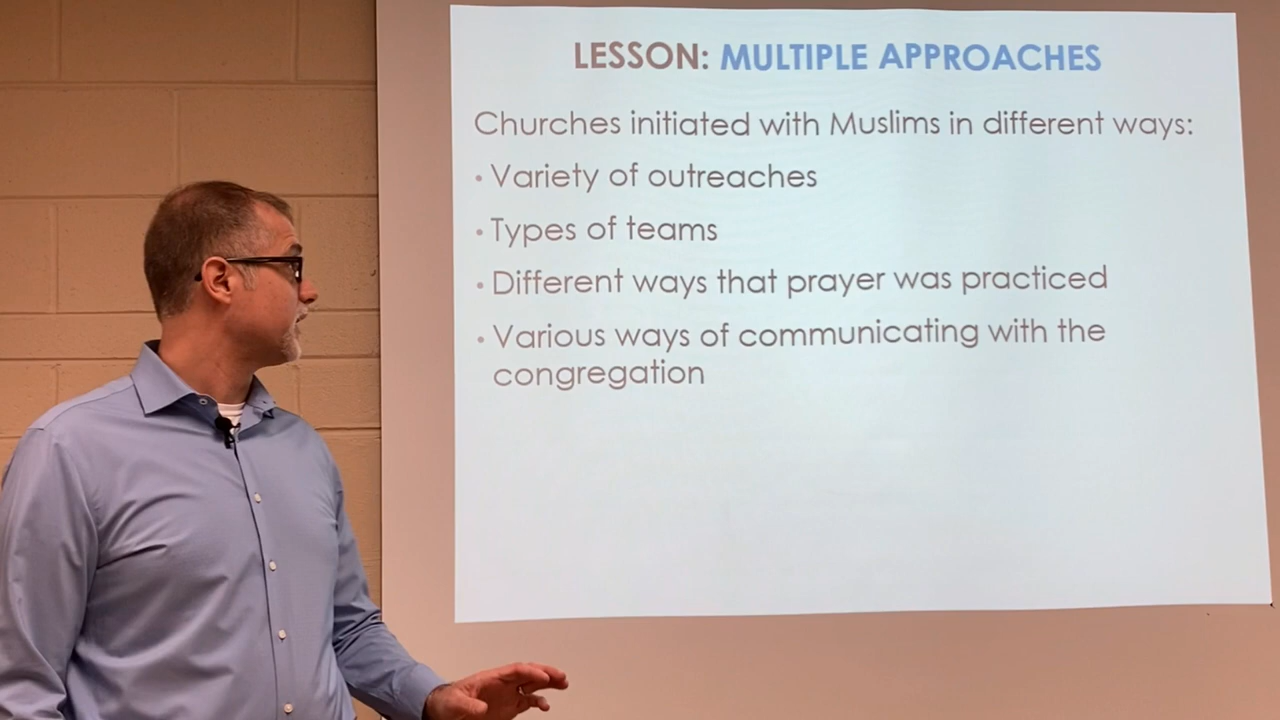 LESSON: MULTIPLE APPROACHES
Churches initiated with Muslims in different ways:
• Variety of outreaches
• Types of teams
• Different ways that prayer was practiced
• Various ways of communicating with the
congregation